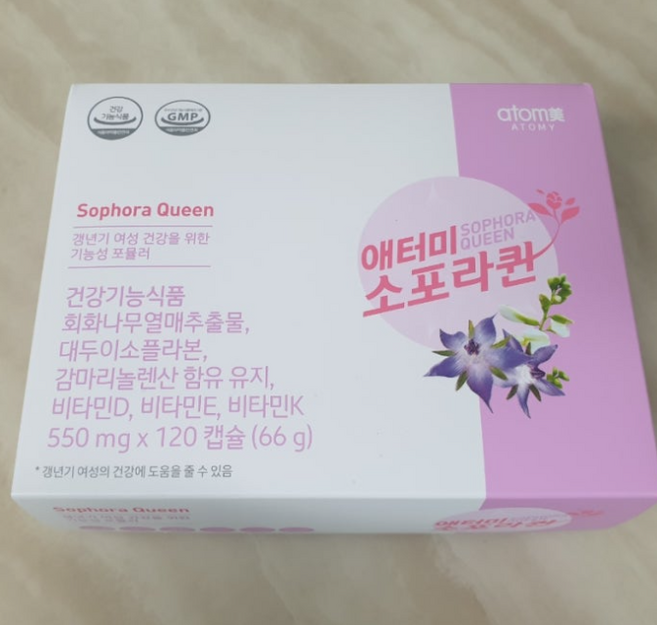 건강
기능식품
GMP
atom美
ATOMY
Sophora Queen
갱년기 여성 건강을 위한
기능성 포뮬러
애터미 SOPHORA
QUEEN
소포라퀸
건강기능식품
회화나무열매추출물,
대두이소플라본,
감마리놀렌산 함유 유지,
비타민D, 비타민E, 비타민K
550 mg x 120 캡슐 (66 g)
* 갱년기 여성의 건강에 도움을 줄 수 있음
Sophora Queen
애터미
소포라퀸